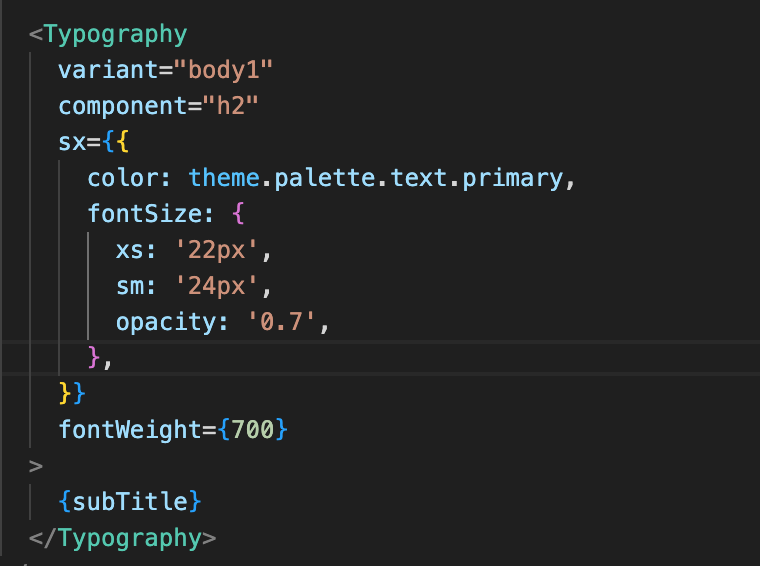 <Typography
variant="body1"
component="h2"
sx={{
color: theme.palette.text.primary,
fontSize: {
xs: '22px',
sm: '24px',
opacity: '0.7',
},
}}
fontWeight={700}
>
{subTitle}
</Typography>